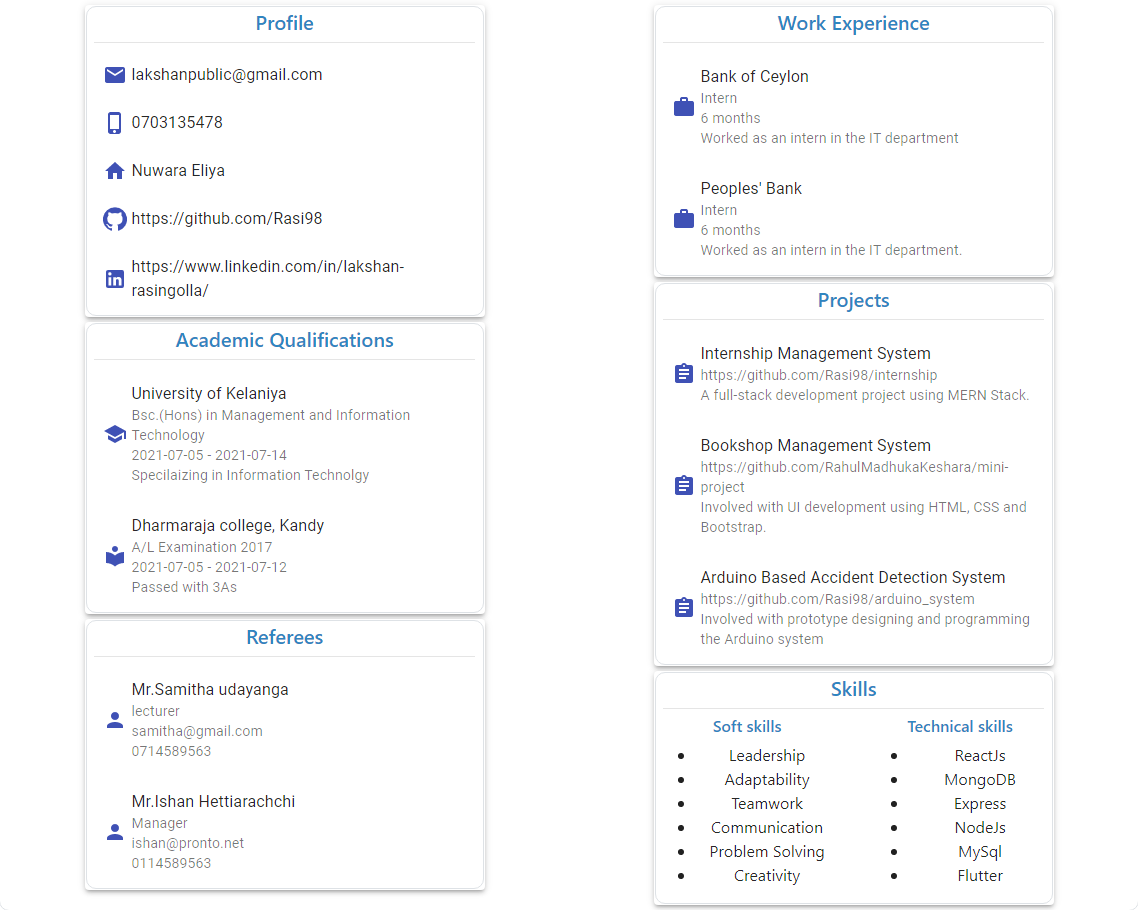 Profile
lakshanpublic@gmail.com
0703135478
Nuwara Eliya
https://github.com/Rasi98
https://www.linkedin.com/in/lakshan-
rasingolla/
Academic Qualifications
University of Kelaniya
Bsc.(Hons) in Management and Information
Technology
2021-07-05 - 2021-07-14
Specilaizing in Information Technolgy
Dharmaraja college, Kandy
A/L Examination 2017
2021-07-05 - 2021-07-12
Passed with 3As
Referees
Mr.Samitha udayanga
lecturer
samitha@gmail.com
0714589563
Mr.Ishan Hettiarachchi
Manager
ishan@pronto.net
0114589563
Work Experience
Bank of Ceylon
Intern
6 months
Worked as an intern in the IT department
Peoples' Bank
Intern
6 months
Worked as an intern in the IT department.
Projects
Internship Management System
https://github.com/Rasi98/internship
A full-stack development project using MERN Stack.
Bookshop Management System
https://github.com/RahulMadhukaKeshara/mini-
project
Involved with UI development using HTML, CSS and
Bootstrap.
Arduino Based Accident Detection System
https://github.com/Rasi98/arduino_system
Involved with prototype designing and programming
the Arduino system
Skills
Soft skills
Leadership
Adaptability
Teamwork
Communication
Problem Solving
Creativity
Technical skills
ReactJs
MongoDB
Express
NodeJs
MySql
Flutter